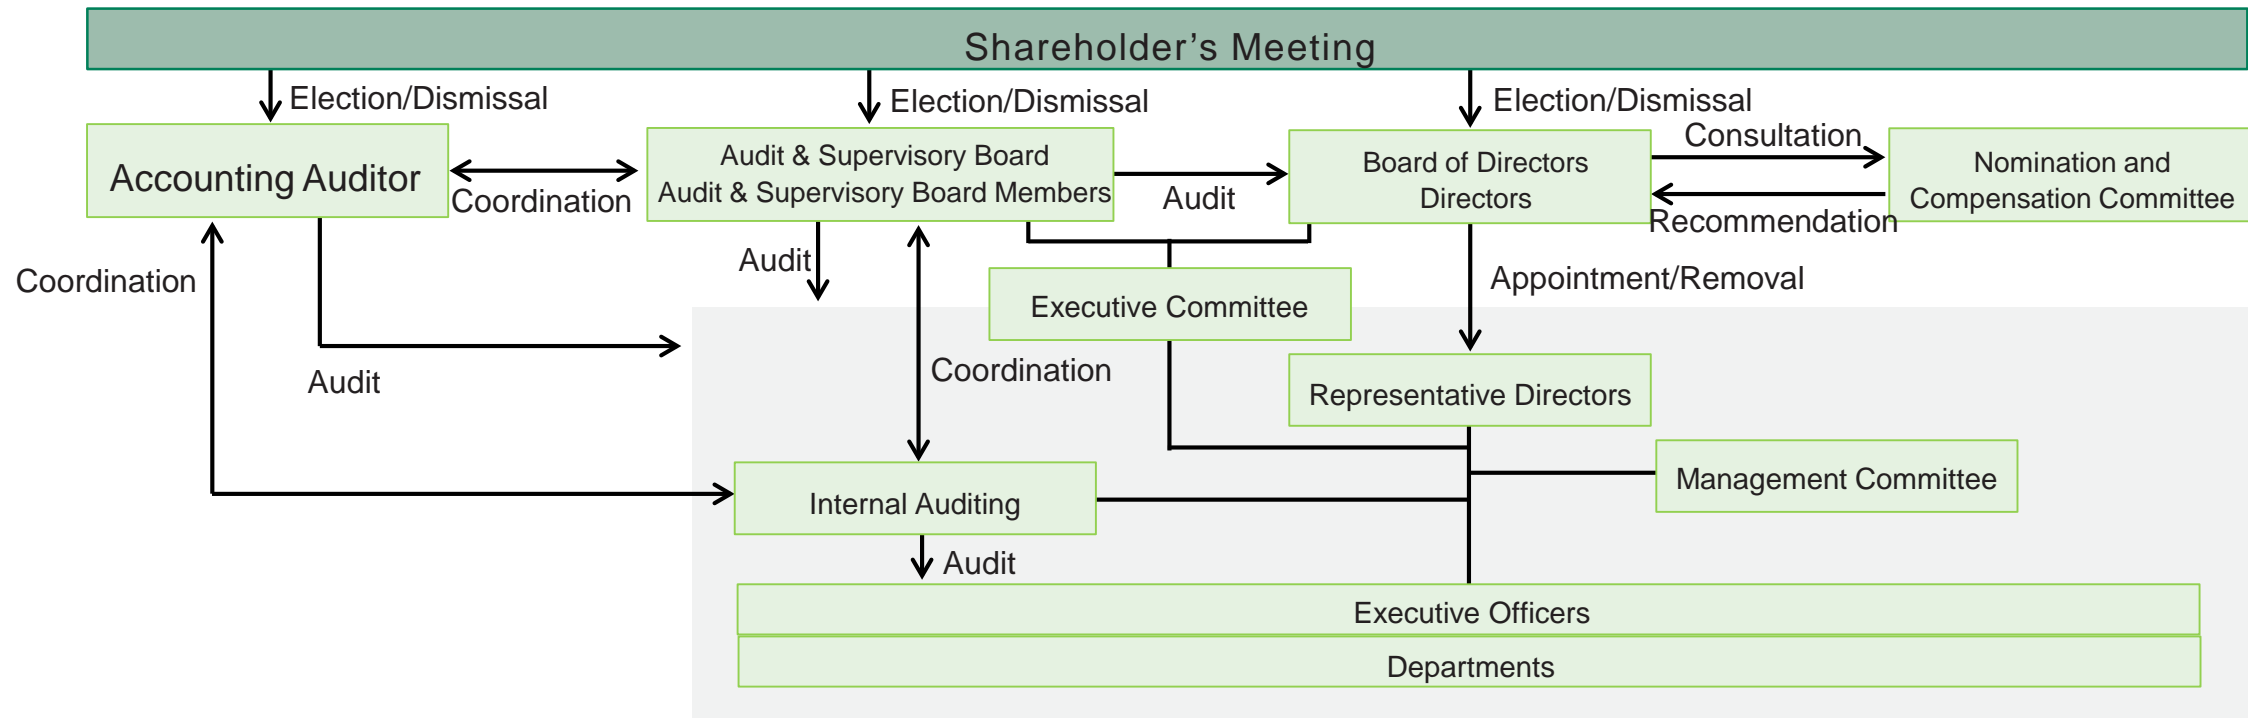 Shareholder’s Meeting
Election/Dismissal
Election/Dismissal
Election/Dismissal
Accounting Auditor
Coordination
Audit & Supervisory Board
Audit & Supervisory Board Members
Audit
Board of Directors
Directors
Consultation
Recommendation
Nomination and
Compensation Committee
Coordination
Audit
Audit
Executive Committee
Appointment/Removal
Coordination
Representative Directors
Management Committee
Internal Auditing
Audit
Executive Officers
Departments